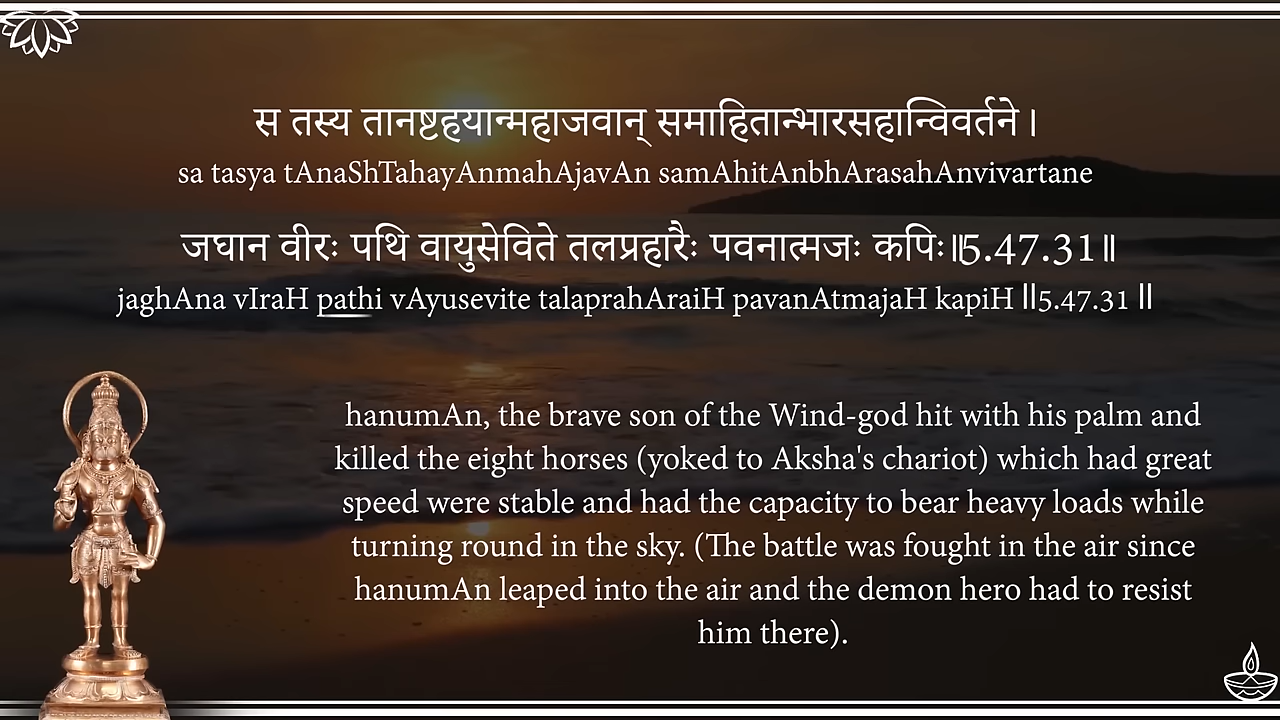 स तस्य तानष्टहयान्महाजवान् समाहितान्भारसहान्विवर्तने।
sa tasya tAnaShTahayAnmahAjavAn samAhitAnbhArasahAnvivartane
जघान वीरः पथि वायुसेविते तलप्रहारैः पवनात्मजः कपिः॥5.47.31॥
jaghAna vIraH pathi vAyusevite talaprahAraiH pavanAtmajaH kapiH ||5.47.31 ||
hanumAn, the brave son of the Wind-god hit with his palm and
killed the eight horses (yoked to Aksha's chariot) which had great
speed were stable and had the capacity to bear heavy loads while
turning round in the sky. (The battle was fought in the air since
hanumAn leaped into the air and the demon hero had to resist
him there).